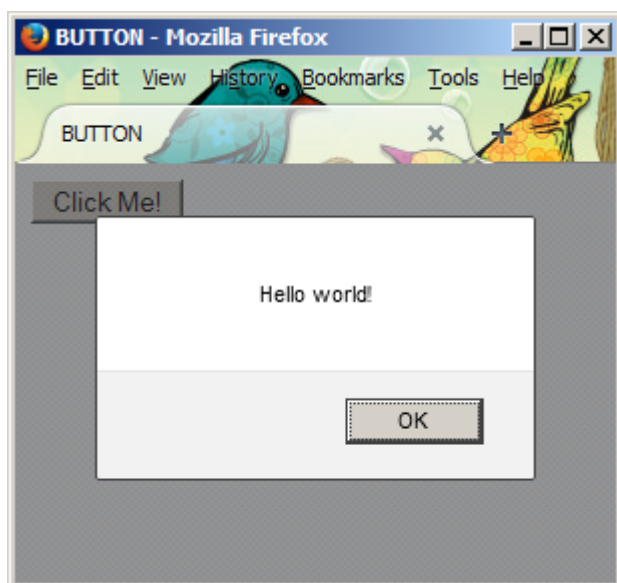 BUTTON - Mozilla Firefox
File Edit View History Bookmarks Tools Help
BUTTON
Click Me!
Hello world!
OK